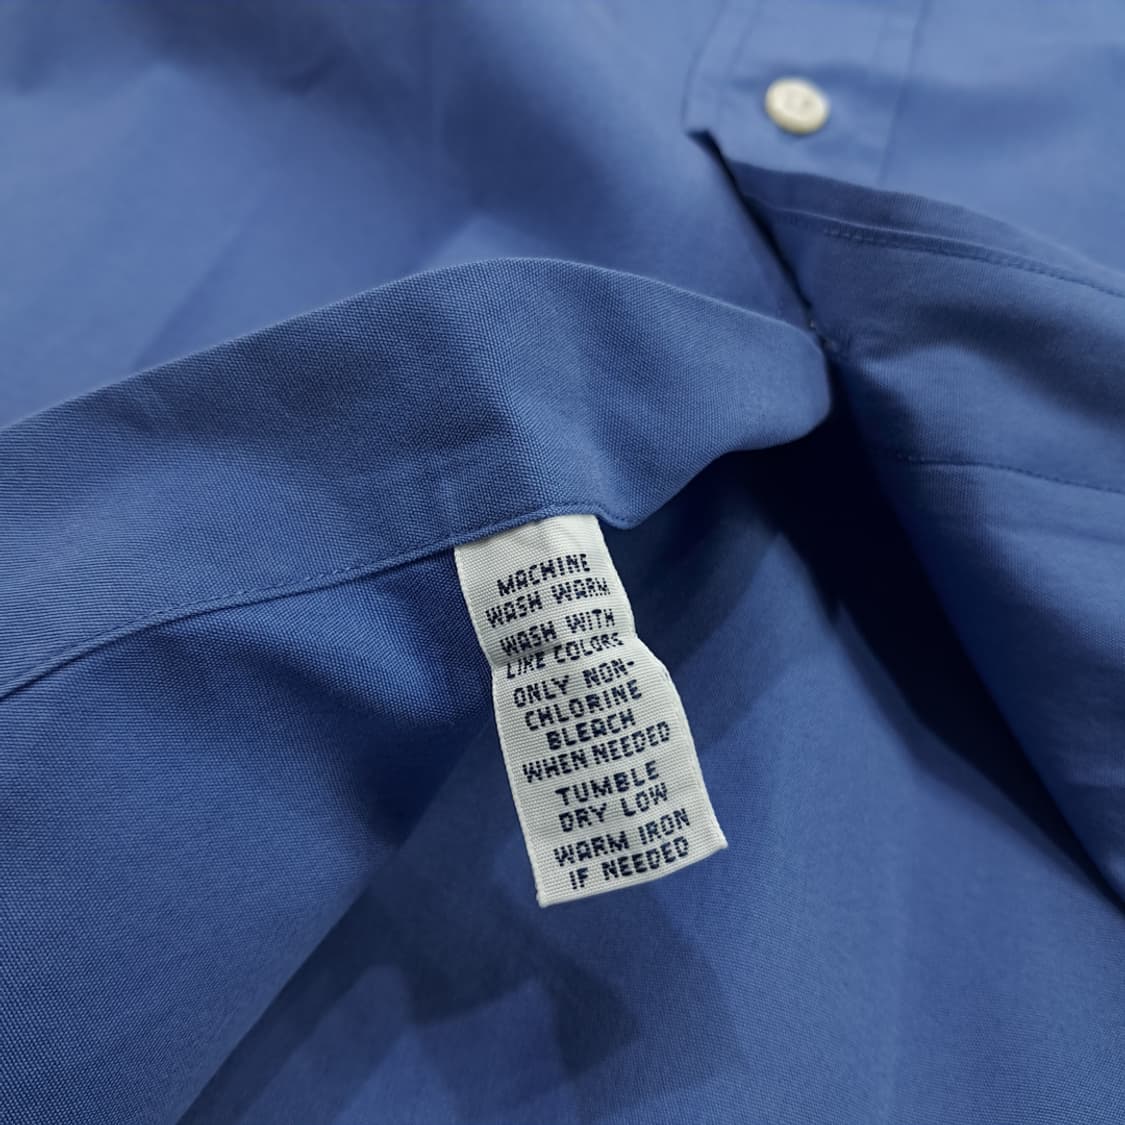 MACHINE
WASH WARM
WASH WITH
LIKE COLORS
ONLY NON-
CHLORINE
BLEACH
WHEN NEEDED
TUMBLE
DRY LOW
WARM IRON
IF NEEDED